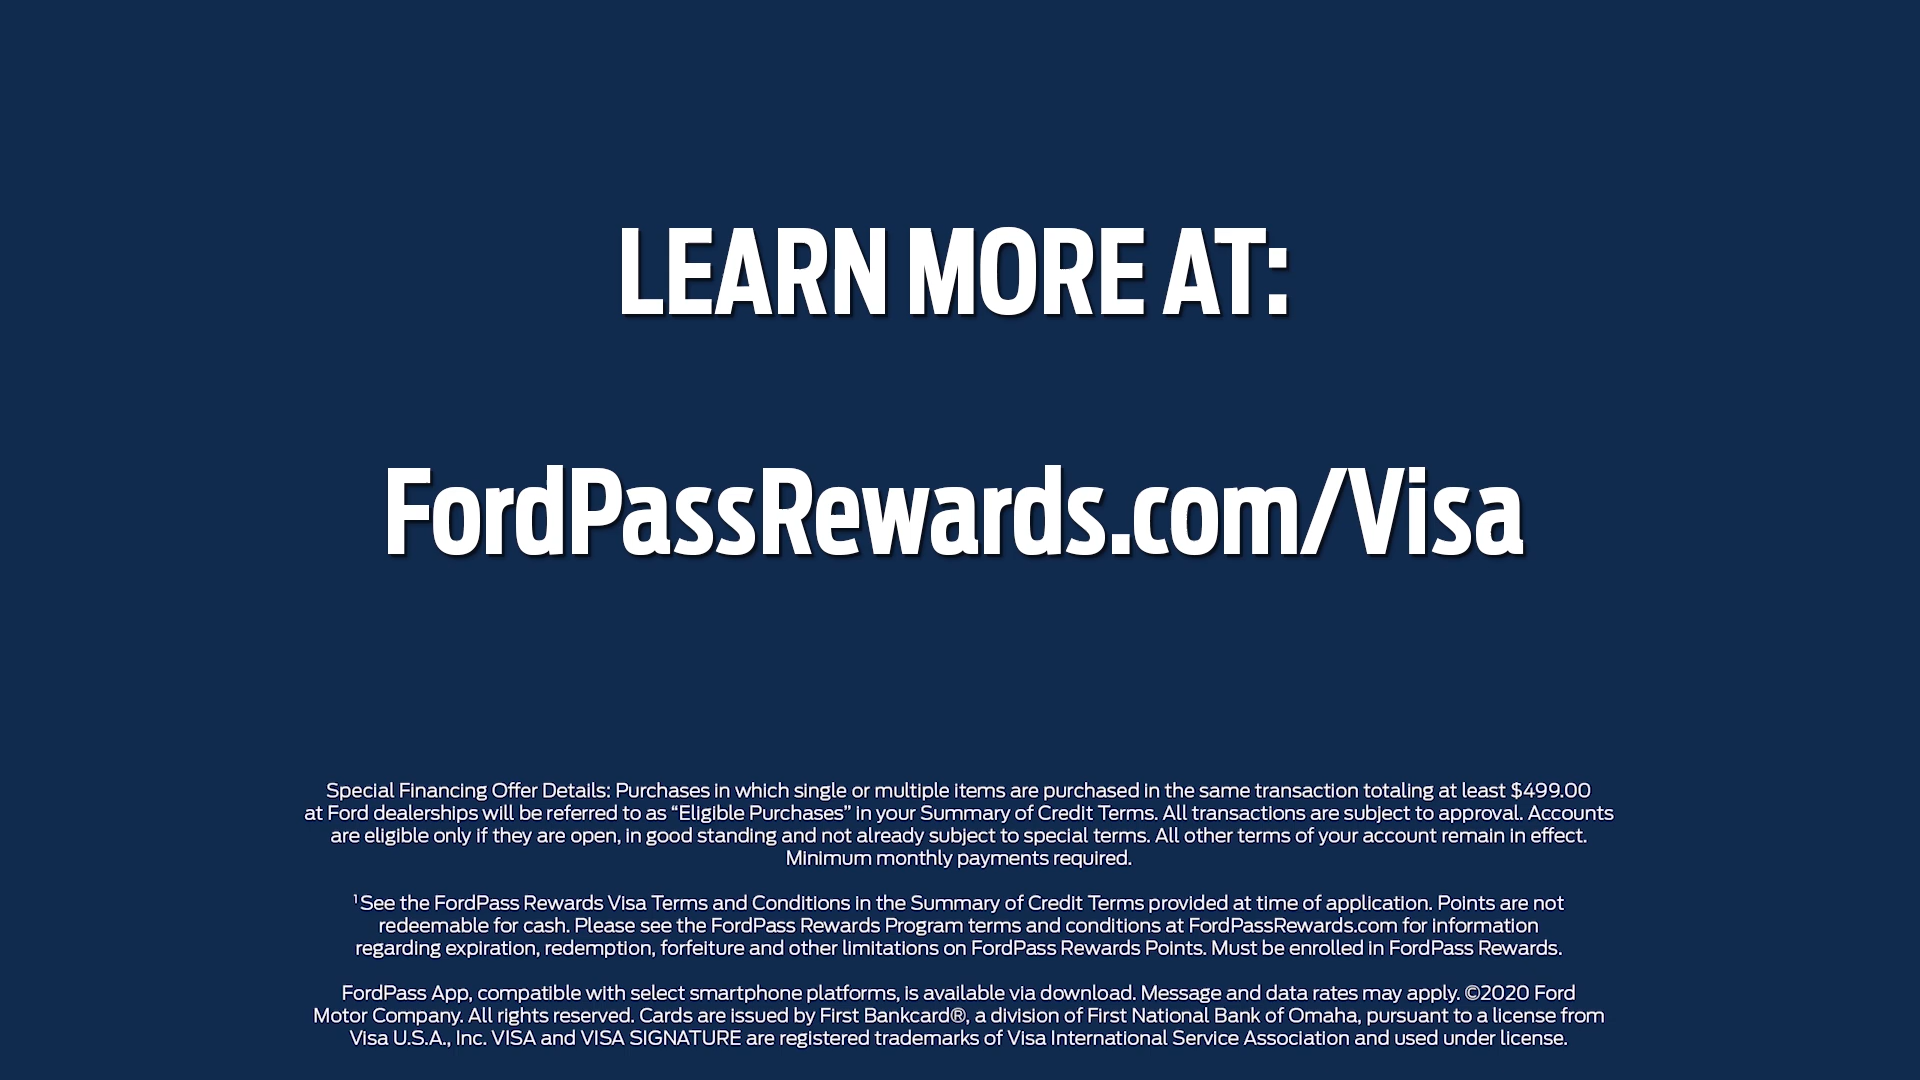 LEARN MORE AT:
FordPassRewards.com/Visa
Special Financing Offer Details: Purchases in which single or multiple items are purchased in the same transaction totaling at least $499.00
at Ford dealerships will be referred to as “Eligible Purchases” in your Summary of Credit Terms. All transactions are subject to approval. Accounts
are eligible only if they are open, in good standing and not already subject to special terms. All other terms of your account remain in effect.
Minimum monthly payments required.
¹See the FordPass Rewards Visa Terms and Conditions in the Summary of Credit Terms provided at time of application. Points are not
redeemable for cash. Please see the FordPass Rewards Program terms and conditions at FordPassRewards.com for information
regarding expiration, redemption, forfeiture and other limitations on FordPass Rewards Points. Must be enrolled in FordPass Rewards.
FordPass App, compatible with select smartphone platforms, is available via download. Message and data rates may apply. ©2020 Ford
Motor Company. All rights reserved. Cards are issued by First Bankcard®, a division of First National Bank of Omaha, pursuant to a license from
Visa U.S.A., Inc. VISA and VISA SIGNATURE are registered trademarks of Visa International Service Association and used under license.